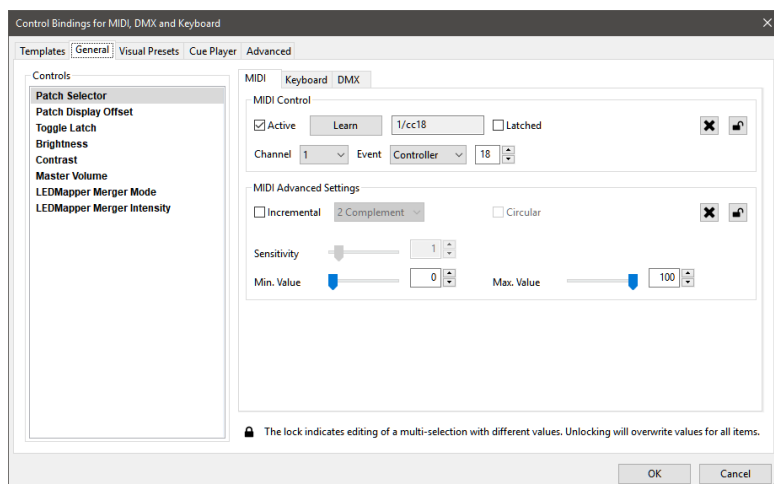 Control Bindings for MIDI, DMX and Keyboard
Templates General Visual Presets Cue Player Advanced
Controls
Patch Selector
Patch Display Offset
Toggle Latch
Brightness
Contrast
Master Volume
LEDMapper Merger Mode
LEDMapper Merger Intensity
MIDI Keyboard DMX
MIDI Control
Active Learn 1/cc18 Latched
Channel 1 Event Controller 18
MIDI Advanced Settings
Incremental 2 Complement Circular
Sensitivity 1
Min. Value 0 Max. Value 100
The lock indicates editing of a multi-selection with different values. Unlocking will overwrite values for all items.
OK Cancel